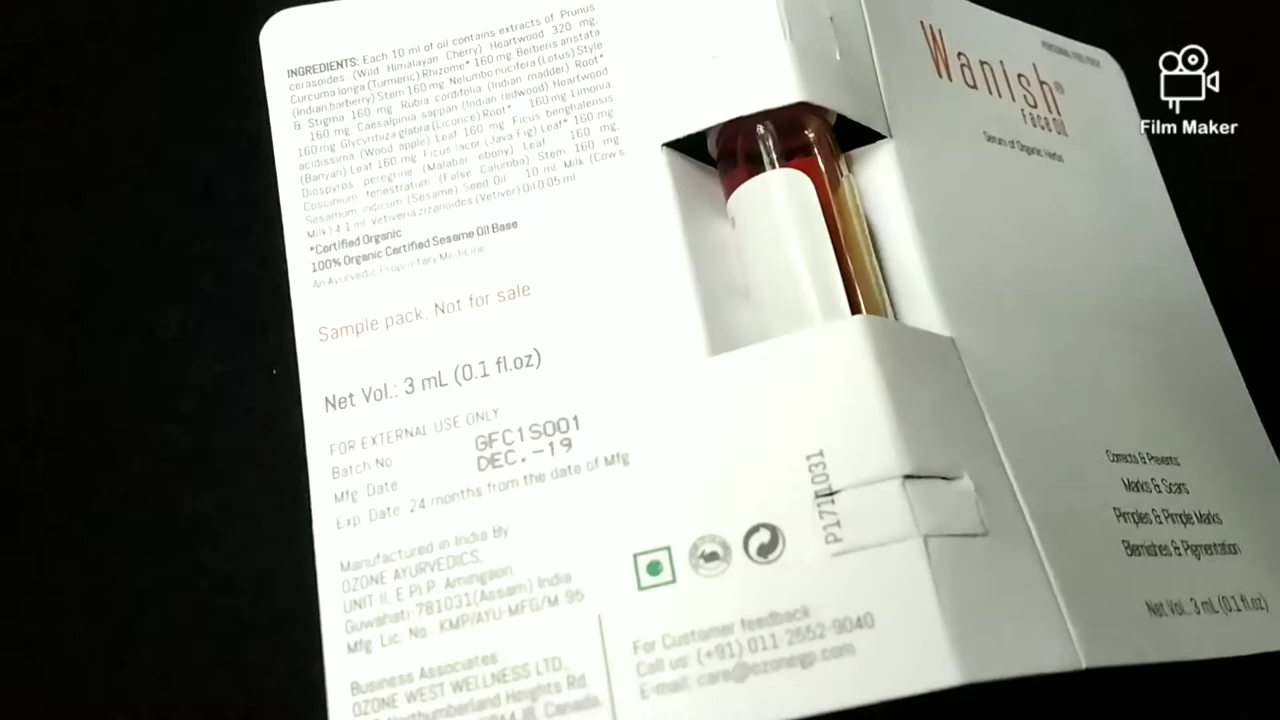 INGREDIENTS: Each 10 ml of oil contains extracts of Prunus
cerasoides (Wild Himalayan Cherry) Heartwood 320 mg,
Curcuma longa (Turmeric) Rhizome* 160 mg, Berberis aristata
(Indian barberry) Stem 160 mg, Nelumbo nucifera (Lotus) Style
& Stigma 160 mg, Rubia cordifolia (Indian madder) Root*
160 mg, Caesalpinia sappan (Indian redwood) Heartwood
160 mg, Glycyrrhiza glabra (Licorice) Root* 160 mg, Limonia
acidissima (Wood apple) Leaf 160 mg, Ficus benghalensis
(Banyan) Leaf 160 mg, Ficus lacor (Java Fig) Leaf* 160 mg
Diospyros peregrina (Malabar ebony) Leaf 160 mg,
Coscinium fenestratum (False Calumba) Stem 160 mg
Sesamum indicum (Sesame) Seed Oil 10 ml, Milk (Cow's
Milk) 4.1 ml, Vetiveria zizanoides (Vetiver) Oil 0.05 ml
*Certified Organic
100% Organic Certified Sesame Oil Base
An Ayurvedic Proprietary Medicine
Sample pack. Not for sale
Net Vol.: 3 mL (0.1 fl.oz)
FOR EXTERNAL USE ONLY
Batch No GFC1S001
Mfg Date DEC.-19
Exp Date 24 months from the date of Mfg
Manufactured in India By
OZONE AYURVEDICS,
UNIT II, E.P.I.P. Amingaon
Guwahati-781031(Assam) India
Mfg. Lic. No. KMP/AYU-MFG/M 95
Business Associates
OZONE WEST WELLNESS LTD.,
Northumberland Heights Rd.
Canada.
P17111031
For Customer feedback
Call us: (+91) 011 2552-9040
E-mail: care@ozonegp.com
Wanish®
Face Oil
Serum of Organic Herbs
Corrects & Prevents
Marks & Scars
Pimples & Pimple Marks
Blemishes & Pigmentation
Net Vol.: 3 mL (0.1 fl.oz)
Film Maker